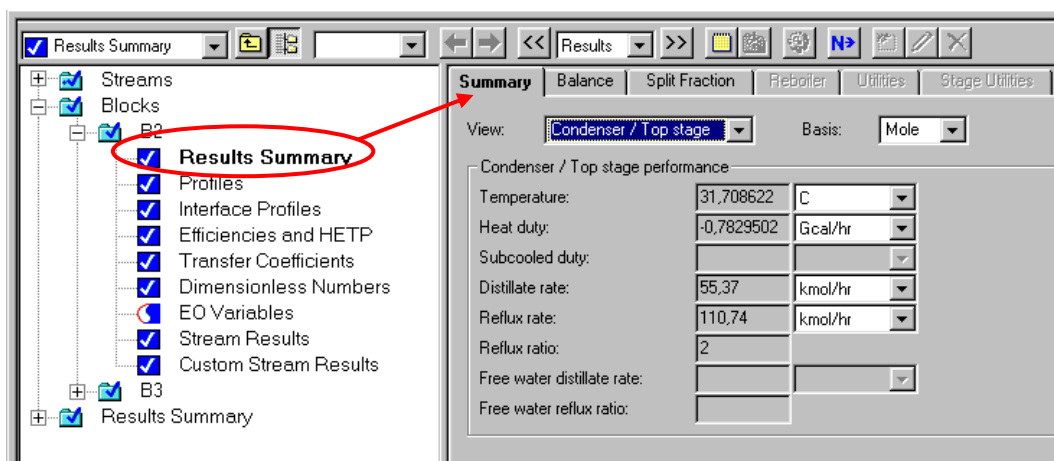 Results Summary
<< Results >> N>
Streams
Blocks
B2
Results Summary
Profiles
Interface Profiles
Efficiencies and HETP
Transfer Coefficients
Dimensionless Numbers
EO Variables
Stream Results
Custom Stream Results
B3
Results Summary
Summary Balance Split Fraction Reboiler Utilities Stage Utilities
View: Condenser / Top stage Basis: Mole
Condenser / Top stage performance
Temperature: 31,708622 C
Heat duty: -0,7829502 Gcal/hr
Subcooled duty:
Distillate rate: 55,37 kmol/hr
Reflux rate: 110,74 kmol/hr
Reflux ratio: 2
Free water distillate rate:
Free water reflux ratio: